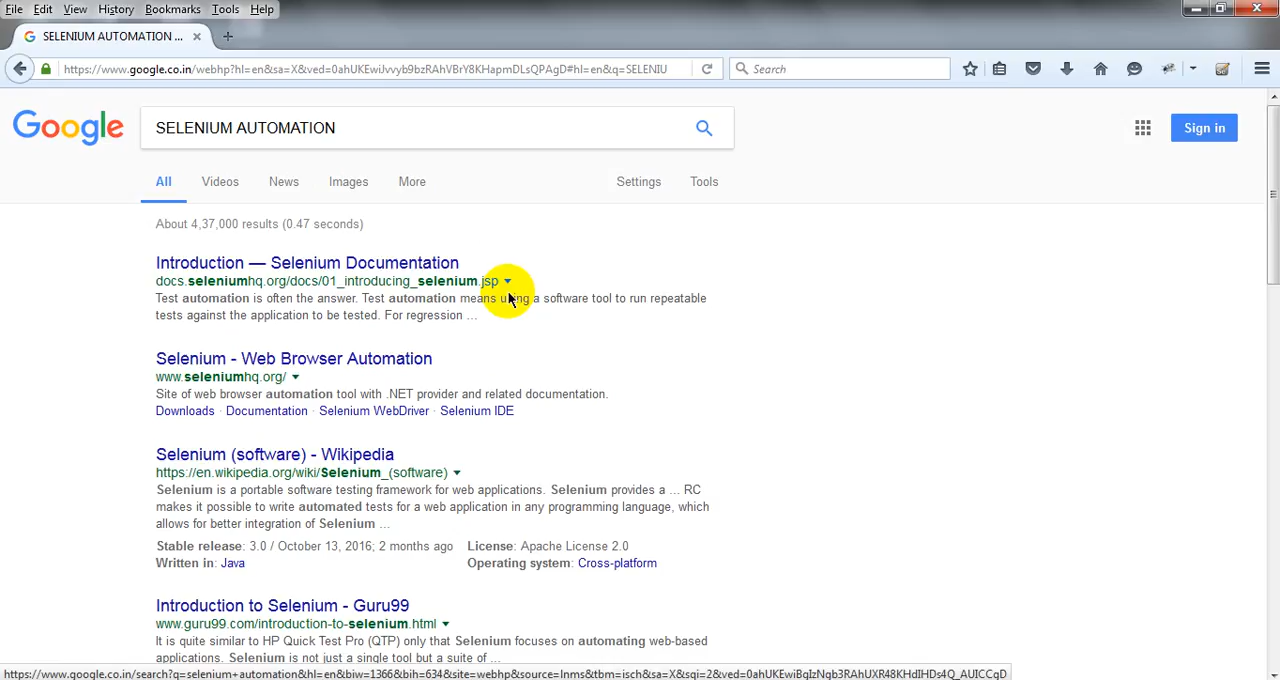 File Edit View History Bookmarks Tools Help
SELENIUM AUTOMATION ...
https://www.google.co.in/webhp?hl=en&sa=X&ved=0ahUKEwiJvvyb9bzRAhVBrY8KHapmDLsQPAgD#hl=en&q=SELENIU
Search
Google
SELENIUM AUTOMATION
Sign in
All Videos News Images More Settings Tools
About 4,37,000 results (0.47 seconds)
Introduction — Selenium Documentation
docs.seleniumhq.org/docs/01_introducing_selenium.jsp
Test automation is often the answer. Test automation means using a software tool to run repeatable
tests against the application to be tested. For regression ...
Selenium - Web Browser Automation
www.seleniumhq.org/
Site of web browser automation tool with .NET provider and related documentation.
Downloads · Documentation · Selenium WebDriver · Selenium IDE
Selenium (software) - Wikipedia
https://en.wikipedia.org/wiki/Selenium_(software)
Selenium is a portable software testing framework for web applications. Selenium provides a ... RC
makes it possible to write automated tests for a web application in any programming language, which
allows for better integration of Selenium ...
Stable release: 3.0 / October 13, 2016; 2 months ago License: Apache License 2.0
Written in: Java Operating system: Cross-platform
Introduction to Selenium - Guru99
www.guru99.com/introduction-to-selenium.html
It is quite similar to HP Quick Test Pro (QTP) only that Selenium focuses on automating web-based
applications. Selenium is not just a single tool but a suite of ...
https://www.google.co.in/search?q=selenium+automation&hl=en&biw=1366&bih=634&site=webhp&source=lnms&tbm=isch&sa=X&sqi=2&ved=0ahUKEwiBqIzNgb3RAhUXR48KHdIHDs4Q_AUICCgD